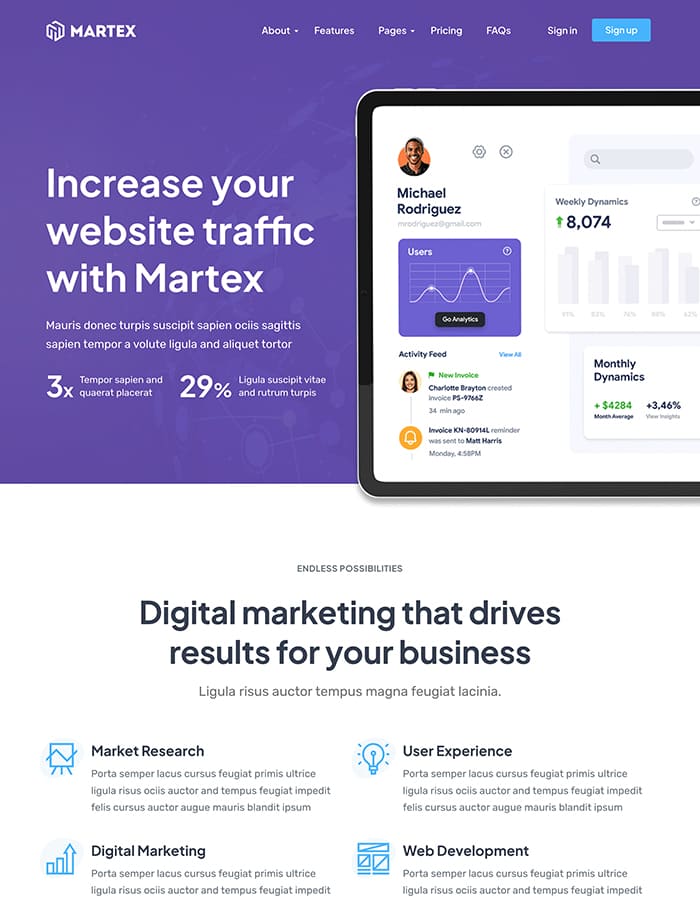 MARTEX
About
Features
Pages
Pricing
FAQs
Sign in
Sign up
Increase your
website traffic
with Martex
Mauris donec turpis suscipit sapien ociis sagittis
sapien tempor a volute ligula and aliquet tortor
3x
Tempor sapien and
quaerat placerat
29%
Ligula suscipit vitae
and rutrum turpis
Michael
Rodriguez
mrodriguez@gmail.com
Users
?
Go Analytics
Activity Feed
View All
New Invoice
Charlotte Brayton created
invoice PS-9766Z
34 min ago
Invoice KN-80914L reminder
was sent to Matt Harris
Monday, 4:58PM
Weekly Dynamics
?
8,074
91% 83% 76% 98% 62%
Monthly
Dynamics
+ $4284
Month Average
+3,46%
View Insights
ENDLESS POSSIBILITIES
Digital marketing that drives
results for your business
Ligula risus auctor tempus magna feugiat lacinia.
Market Research
Porta semper lacus cursus feugiat primis ultrice
ligula risus ociis auctor and tempus feugiat impedit
felis cursus auctor augue mauris blandit ipsum
User Experience
Porta semper lacus cursus feugiat primis ultrice
ligula risus ociis auctor and tempus feugiat impedit
felis cursus auctor augue mauris blandit ipsum
Digital Marketing
Porta semper lacus cursus feugiat primis ultrice
ligula risus ociis auctor and tempus feugiat impedit
Web Development
Porta semper lacus cursus feugiat primis ultrice
ligula risus ociis auctor and tempus feugiat impedit